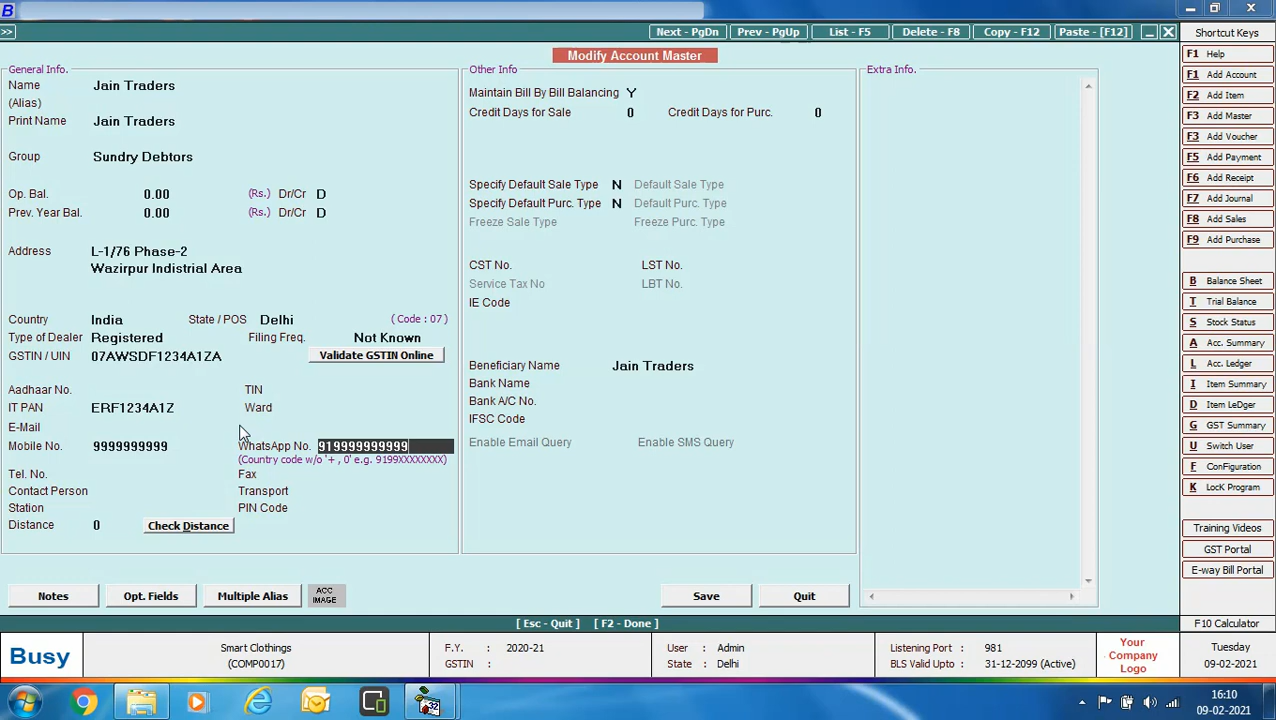 B
>>
Next - PgDn
Prev - PgUp
List - F5
Delete - F8
Copy - F12
Paste - [F12]
Shortcut Keys
Modify Account Master
General Info.
Name Jain Traders
(Alias)
Print Name Jain Traders
Group Sundry Debtors
Op. Bal. 0.00 (Rs.) Dr/Cr D
Prev. Year Bal. 0.00 (Rs.) Dr/Cr D
Address L-1/76 Phase-2
Wazirpur Indistrial Area
Country India State / POS Delhi ( Code : 07 )
Type of Dealer Registered Filing Freq. Not Known
GSTIN / UIN 07AWSDF1234A1ZA Validate GSTIN Online
Aadhaar No. TIN
IT PAN ERF1234A1Z Ward
E-Mail
Mobile No. 9999999999 WhatsApp No. 919999999999
(Country code w/o '+ , 0' e.g. 9199XXXXXXXX)
Tel. No. Fax
Contact Person Transport
Station PIN Code
Distance 0 Check Distance
Other Info
Maintain Bill By Bill Balancing Y
Credit Days for Sale 0 Credit Days for Purc. 0
Specify Default Sale Type N Default Sale Type
Specify Default Purc. Type N Default Purc. Type
Freeze Sale Type Freeze Purc. Type
CST No. LST No.
Service Tax No LBT No.
IE Code
Beneficiary Name Jain Traders
Bank Name
Bank A/C No.
IFSC Code
Enable Email Query Enable SMS Query
Extra Info.
Notes
Opt. Fields
Multiple Alias
ACC
IMAGE
Save
Quit
[ Esc - Quit ] [ F2 - Done ]
F1 Help
F1 Add Account
F2 Add Item
F3 Add Master
F3 Add Voucher
F5 Add Payment
F6 Add Receipt
F7 Add Journal
F8 Add Sales
F9 Add Purchase
B Balance Sheet
T Trial Balance
S Stock Status
A Acc. Summary
L Acc. Ledger
I Item Summary
D Item LeDger
G GST Summary
U Switch User
F ConFiguration
K LocK Program
Training Videos
GST Portal
E-way Bill Portal
F10 Calculator
Busy
Smart Clothings
(COMP0017)
F.Y. : 2020-21
GSTIN :
User : Admin
State : Delhi
Listening Port : 981
BLS Valid Upto : 31-12-2099 (Active)
Your
Company
Logo
Tuesday
09-02-2021
32
16:10
09-02-2021